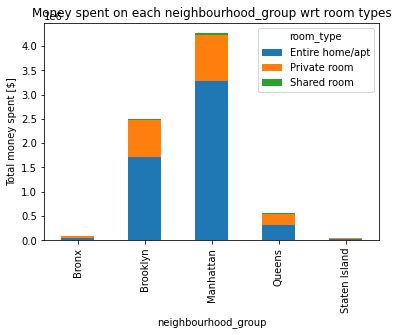 Money spent on each neighbourhood_group wrt room types
1e6
room_type
Entire home/apt
Private room
Shared room
4.0
3.5
3.0
2.5
2.0
1.5
1.0
0.5
0.0
Total money spent [$]
Bronx
Brooklyn
Manhattan
Queens
Staten Island
neighbourhood_group